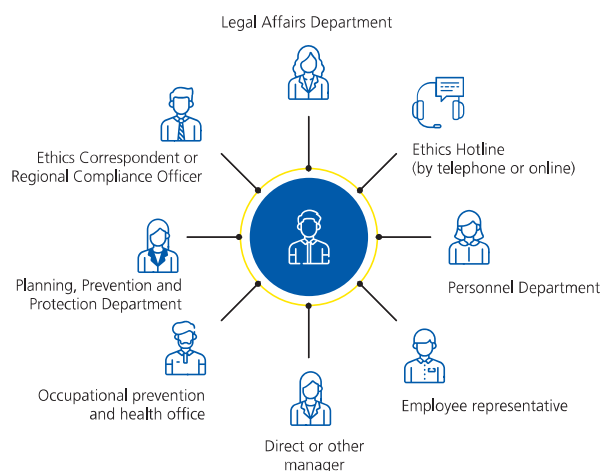 Legal Affairs Department
Ethics Correspondent or
Regional Compliance Officer
Ethics Hotline
(by telephone or online)
Planning, Prevention and
Protection Department
Personnel Department
Occupational prevention
and health office
Employee representative
Direct or other
manager